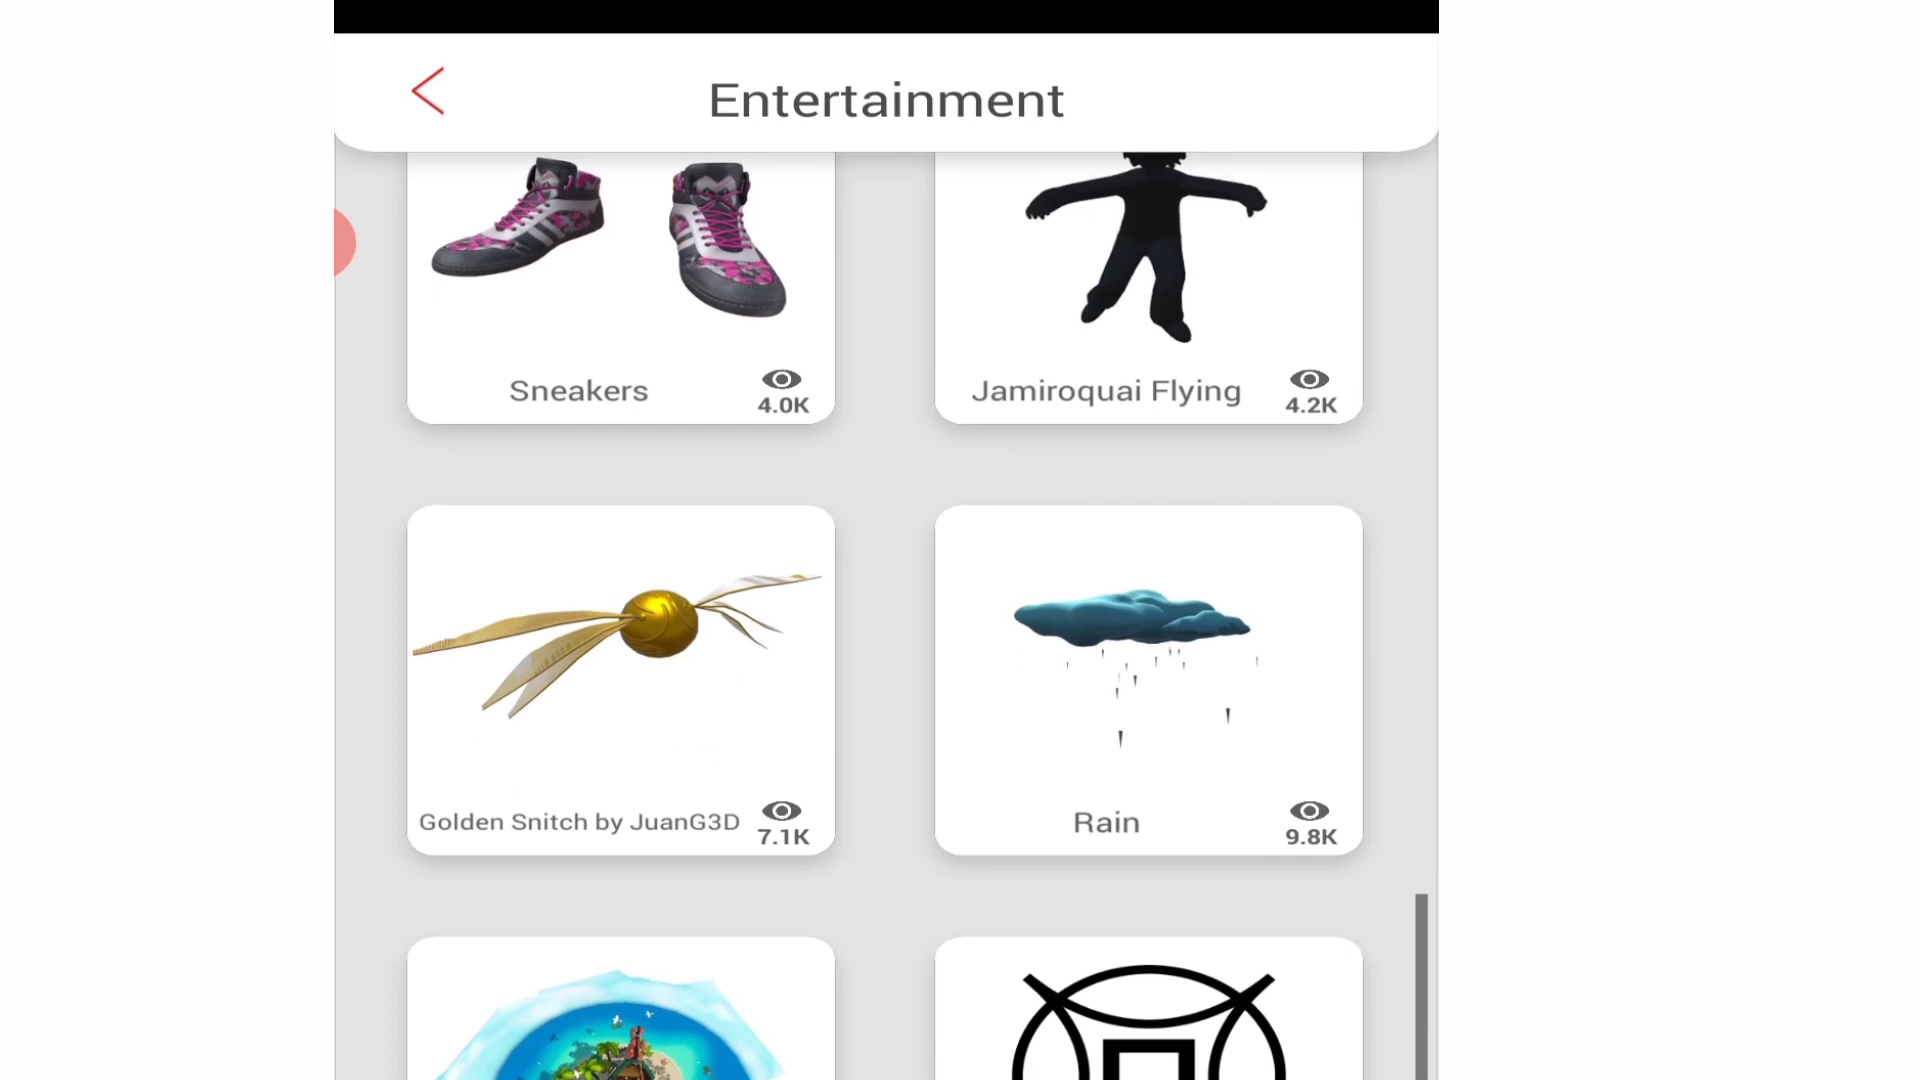 Entertainment
Sneakers
4.0K
Jamiroquai Flying
4.2K
Golden Snitch by JuanG3D
7.1K
Rain
9.8K